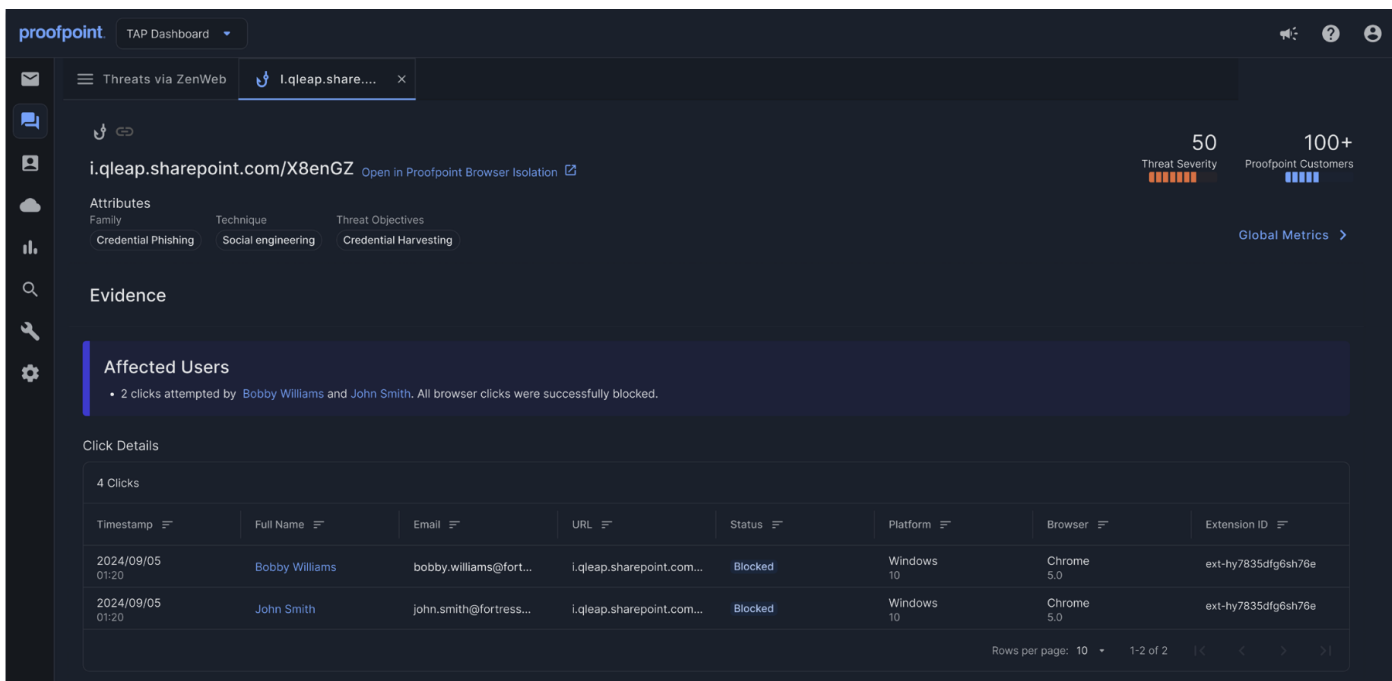 proofpoint. TAP Dashboard
Threats via ZenWeb I.qleap.share....
i.qleap.sharepoint.com/X8enGZ Open in Proofpoint Browser Isolation
50 100+
Threat Severity Proofpoint Customers
Attributes
Family Technique Threat Objectives
Credential Phishing Social engineering Credential Harvesting
Global Metrics
Evidence
Affected Users
• 2 clicks attempted by Bobby Williams and John Smith. All browser clicks were successfully blocked.
Click Details
4 Clicks
Timestamp Full Name Email URL Status Platform Browser Extension ID
2024/09/05 Bobby Williams bobby.williams@fort... i.qleap.sharepoint.com... Blocked Windows Chrome ext-hy7835dfg6sh76e
01:20 10 5.0
2024/09/05 John Smith john.smith@fortress... i.qleap.sharepoint.com... Blocked Windows Chrome ext-hy7835dfg6sh76e
01:20 10 5.0
Rows per page: 10 1-2 of 2